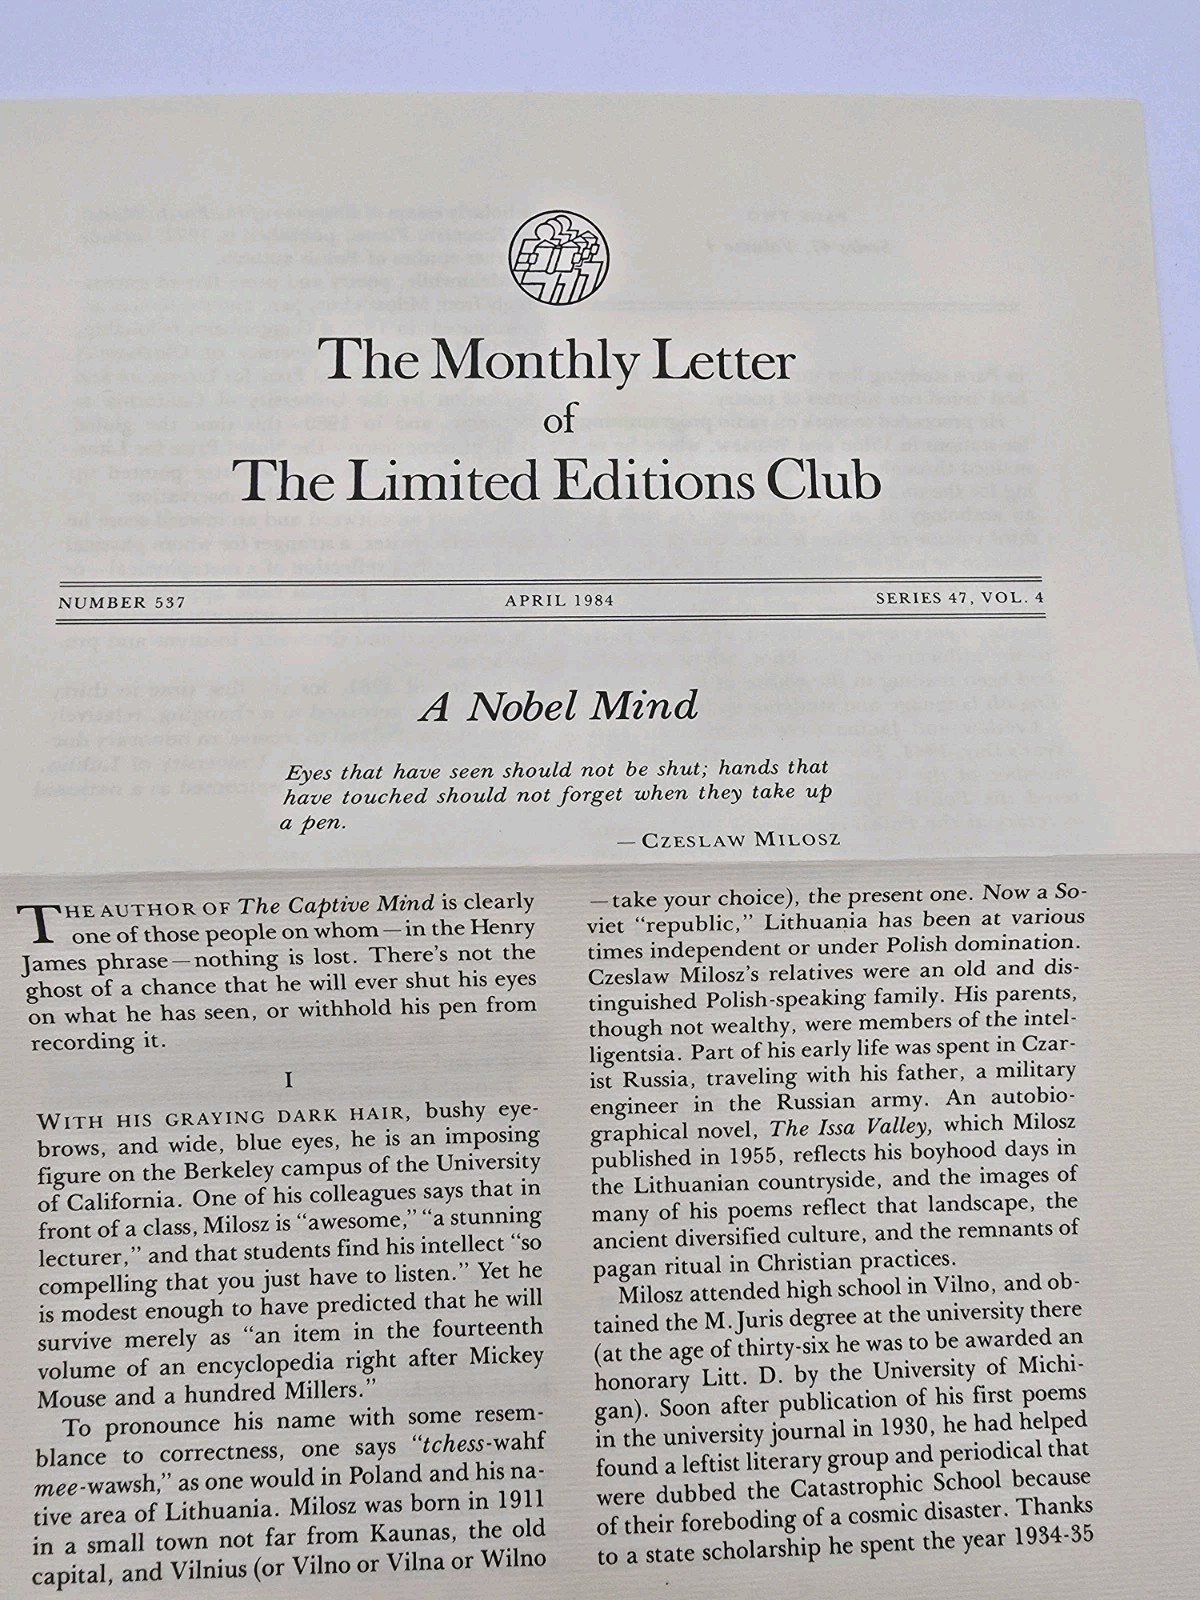 The Monthly Letter
of
The Limited Editions Club
NUMBER 537 APRIL 1984 SERIES 47, VOL. 4
A Nobel Mind
Eyes that have seen should not be shut; hands that
have touched should not forget when they take up
a pen.
— CZESLAW MILOSZ
THE AUTHOR OF The Captive Mind is clearly
one of those people on whom—in the Henry
James phrase—nothing is lost. There's not the
ghost of a chance that he will ever shut his eyes
on what he has seen, or withhold his pen from
recording it.
I
WITH HIS GRAYING DARK HAIR, bushy eye-
brows, and wide, blue eyes, he is an imposing
figure on the Berkeley campus of the University
of California. One of his colleagues says that in
front of a class, Milosz is “awesome,” “a stunning
lecturer,” and that students find his intellect “so
compelling that you just have to listen.” Yet he
is modest enough to have predicted that he will
survive merely as “an item in the fourteenth
volume of an encyclopedia right after Mickey
Mouse and a hundred Millers.”
To pronounce his name with some resem-
blance to correctness, one says “tchess-wahf
mee-wawsh,” as one would in Poland and his na-
tive area of Lithuania. Milosz was born in 1911
in a small town not far from Kaunas, the old
capital, and Vilnius (or Vilno or Vilna or Wilno
—take your choice), the present one. Now a So-
viet “republic,” Lithuania has been at various
times independent or under Polish domination.
Czeslaw Milosz's relatives were an old and dis-
tinguished Polish-speaking family. His parents,
though not wealthy, were members of the intel-
ligentsia. Part of his early life was spent in Czar-
ist Russia, traveling with his father, a military
engineer in the Russian army. An autobio-
graphical novel, The Issa Valley, which Milosz
published in 1955, reflects his boyhood days in
the Lithuanian countryside, and the images of
many of his poems reflect that landscape, the
ancient diversified culture, and the remnants of
pagan ritual in Christian practices.
Milosz attended high school in Vilno, and ob-
tained the M. Juris degree at the university there
(at the age of thirty-six he was to be awarded an
honorary Litt. D. by the University of Michi-
gan). Soon after publication of his first poems
in the university journal in 1930, he had helped
found a leftist literary group and periodical that
were dubbed the Catastrophic School because
of their foreboding of a cosmic disaster. Thanks
to a state scholarship he spent the year 1934-35